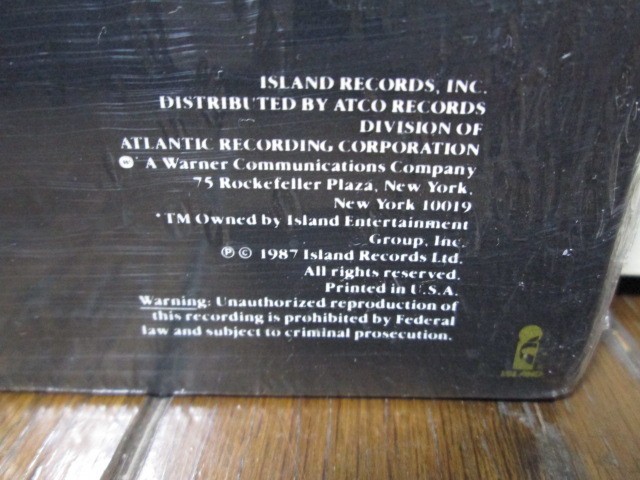 ISLAND RECORDS, INC.
DISTRIBUTED BY ATCO RECORDS
DIVISION OF
ATLANTIC RECORDING CORPORATION
A Warner Communications Company
75 Rockefeller Plaza, New York,
New York 10019
*TM Owned by Island Entertainment
Group, Inc.
℗ © 1987 Island Records Ltd.
All rights reserved.
Printed in U.S.A.
Warning: Unauthorized reproduction of
this recording is prohibited by Federal
law and subject to criminal prosecution.
ISLAND